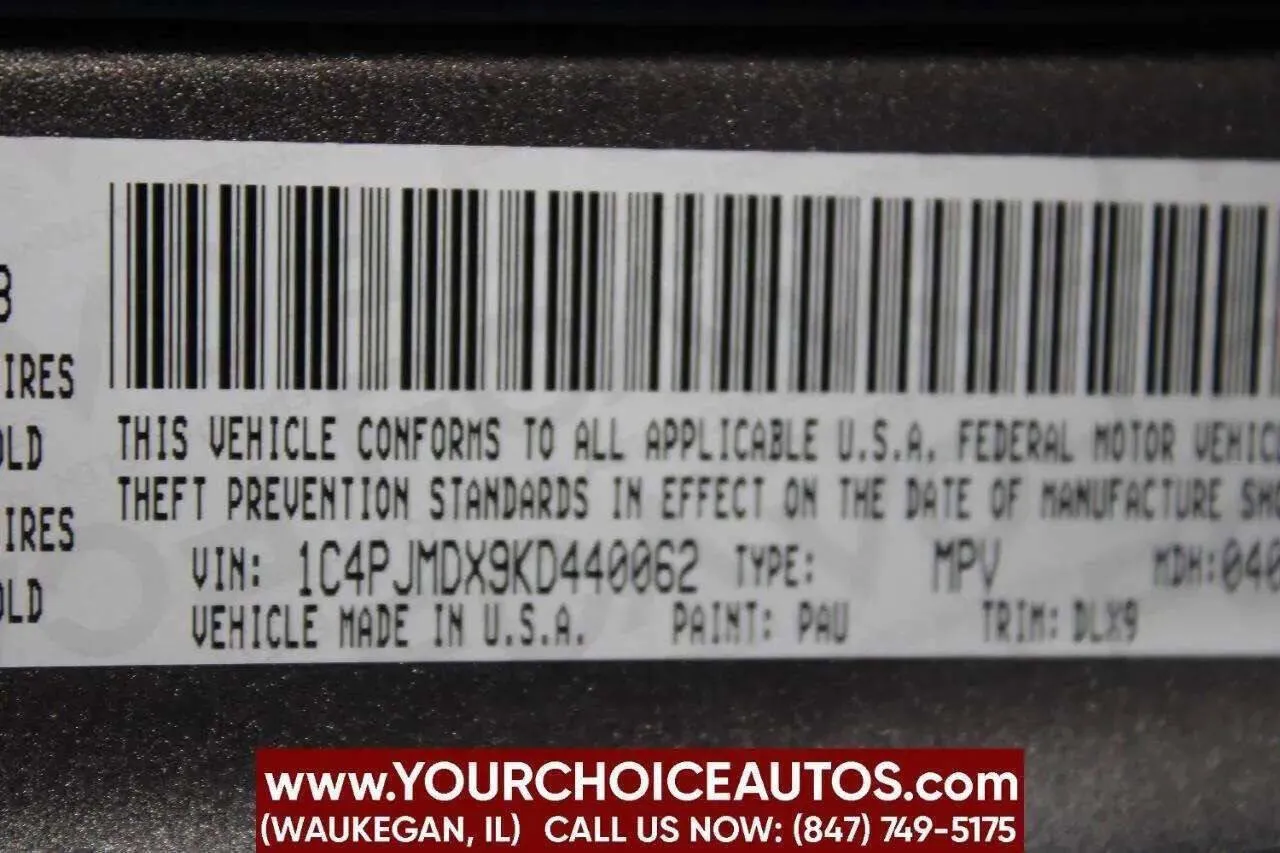 8
IRES
OLD
IRES
OLD
THIS VEHICLE CONFORMS TO ALL APPLICABLE U.S.A. FEDERAL MOTOR VEHIC
THEFT PREVENTION STANDARDS IN EFFECT ON THE DATE OF MANUFACTURE SHO
VIN: 1C4PJMDX9KD440062 TYPE: MPV MDH:040
VEHICLE MADE IN U.S.A. PAINT: PAU TRIM: DLX9
www.YOURCHOICEAUTOS.com
(WAUKEGAN, IL) CALL US NOW: (847) 749-5175